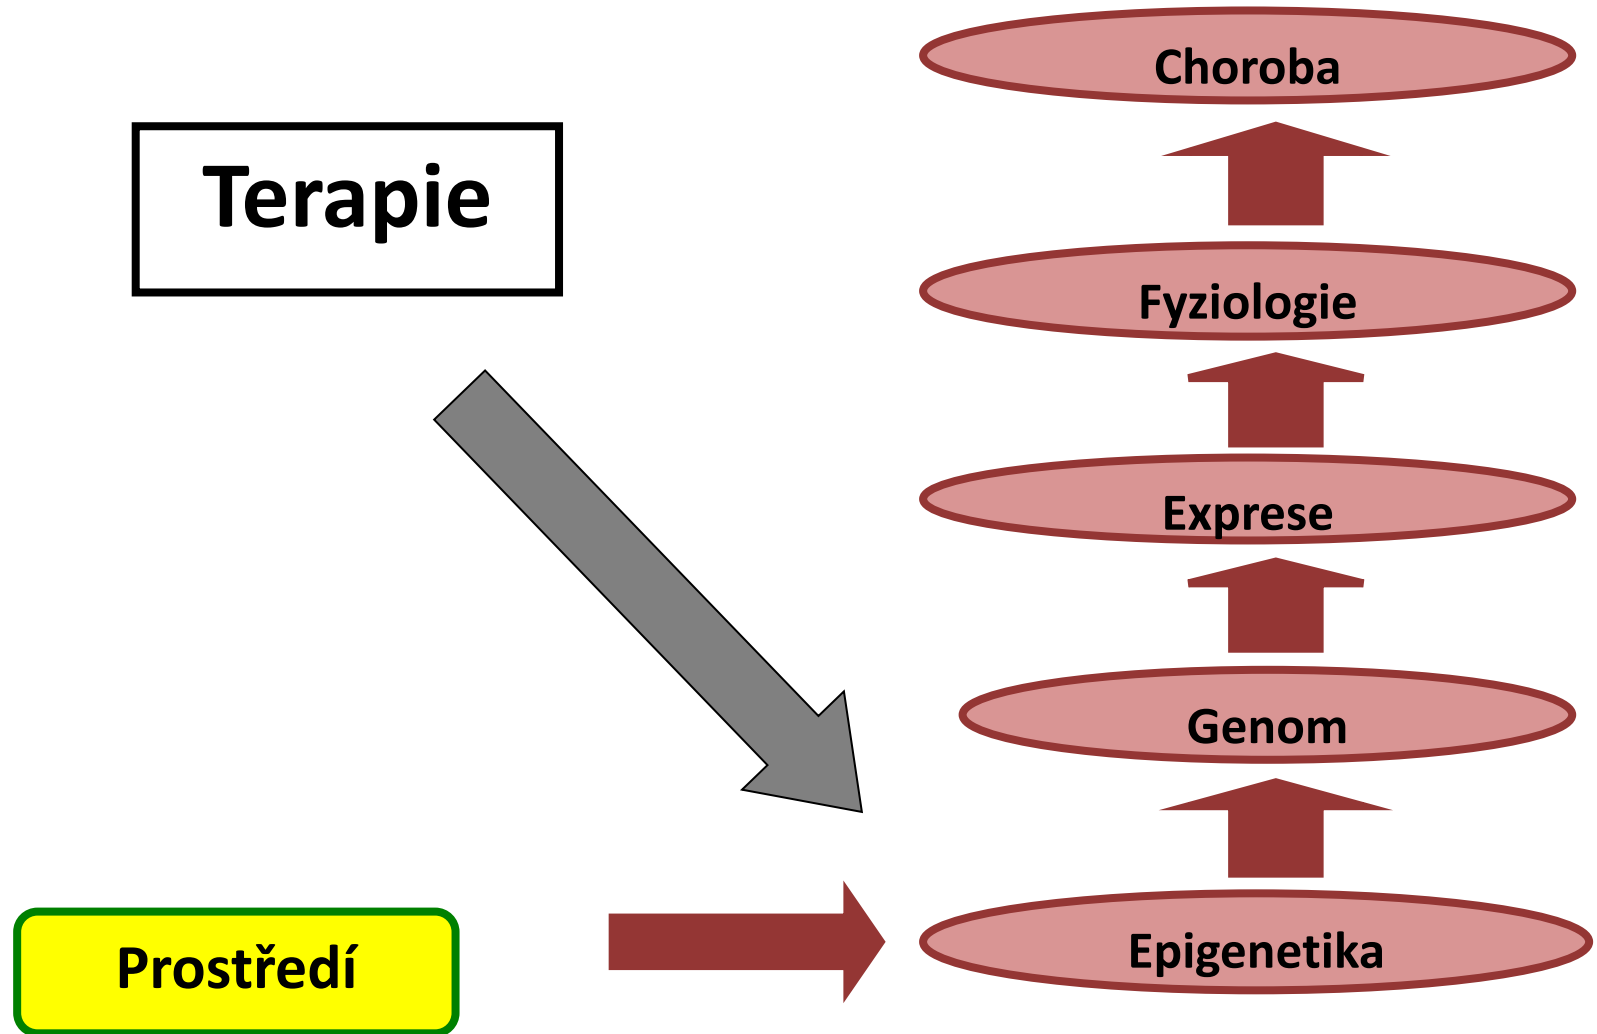 Choroba
Terapie
Fyziologie
Exprese
Genom
Prostředí
Epigenetika